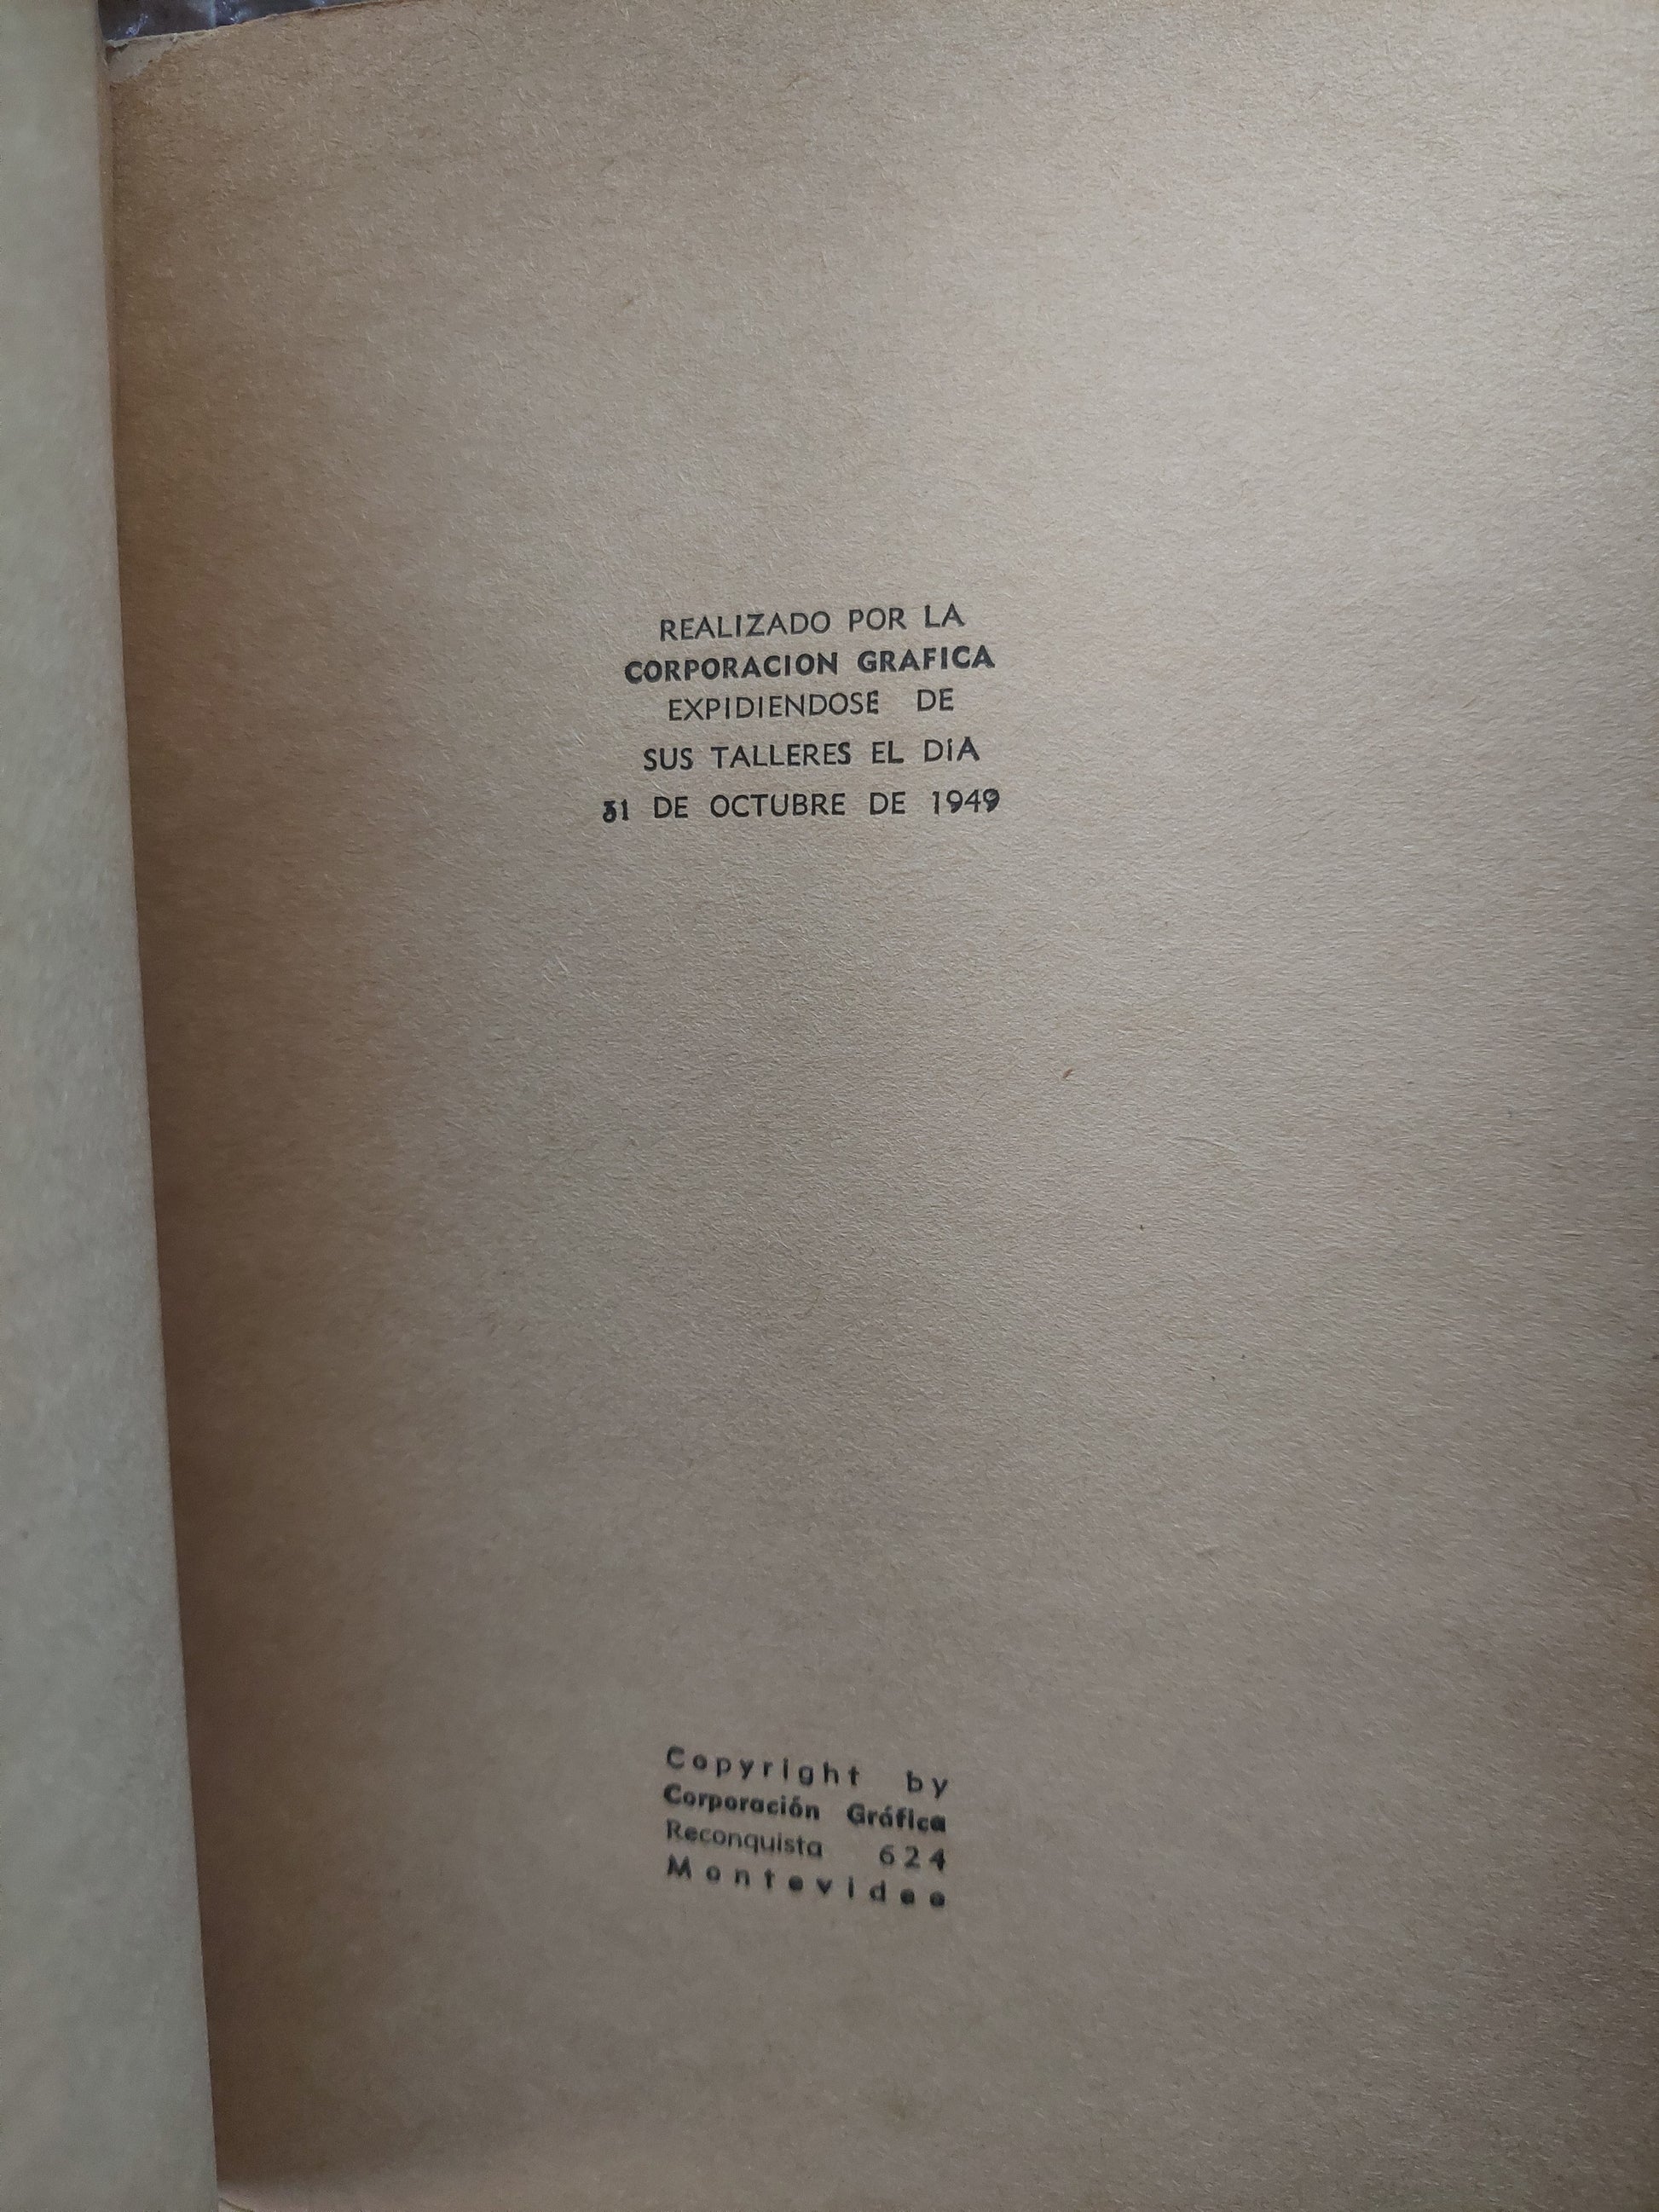 REALIZADO POR LA
CORPORACION GRAFICA
EXPIDIENDOSE DE
SUS TALLERES EL DIA
31 DE OCTUBRE DE 1949
Copyright by
Corporación Gráfica
Reconquista 624
Montevideo